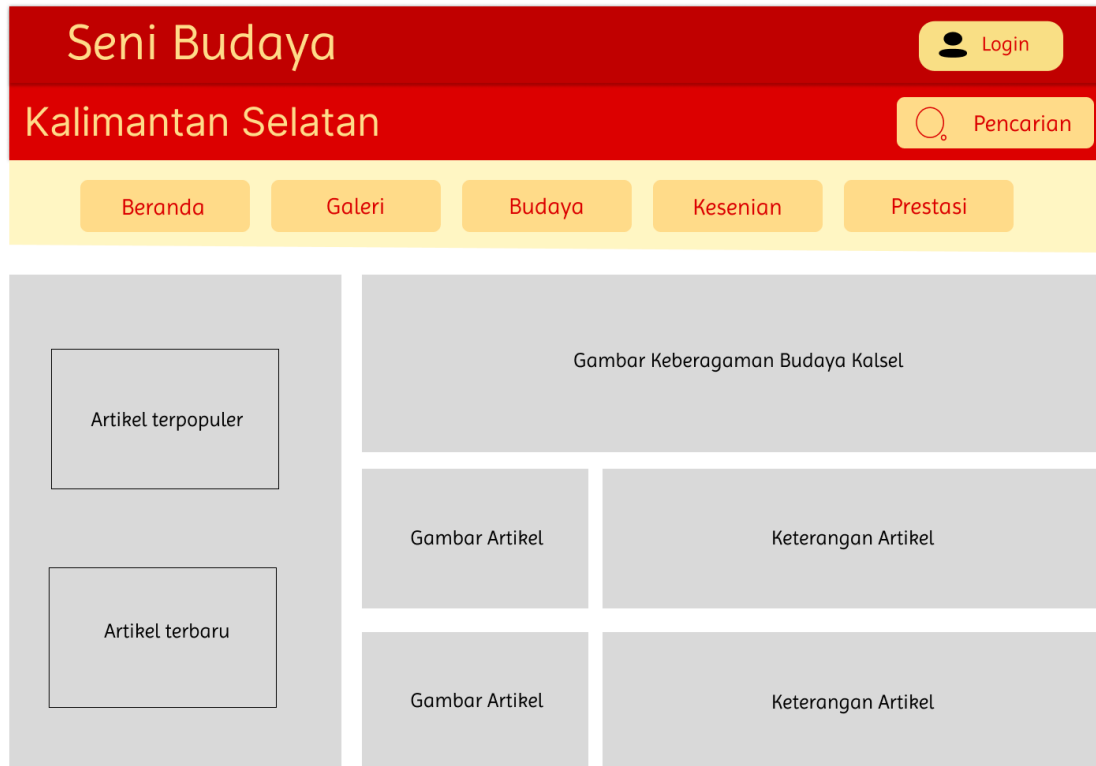 Seni Budaya
Login
Kalimantan Selatan
Pencarian
Beranda
Galeri
Budaya
Kesenian
Prestasi
Artikel terpopuler
Artikel terbaru
Gambar Keberagaman Budaya Kalsel
Gambar Artikel
Keterangan Artikel
Gambar Artikel
Keterangan Artikel